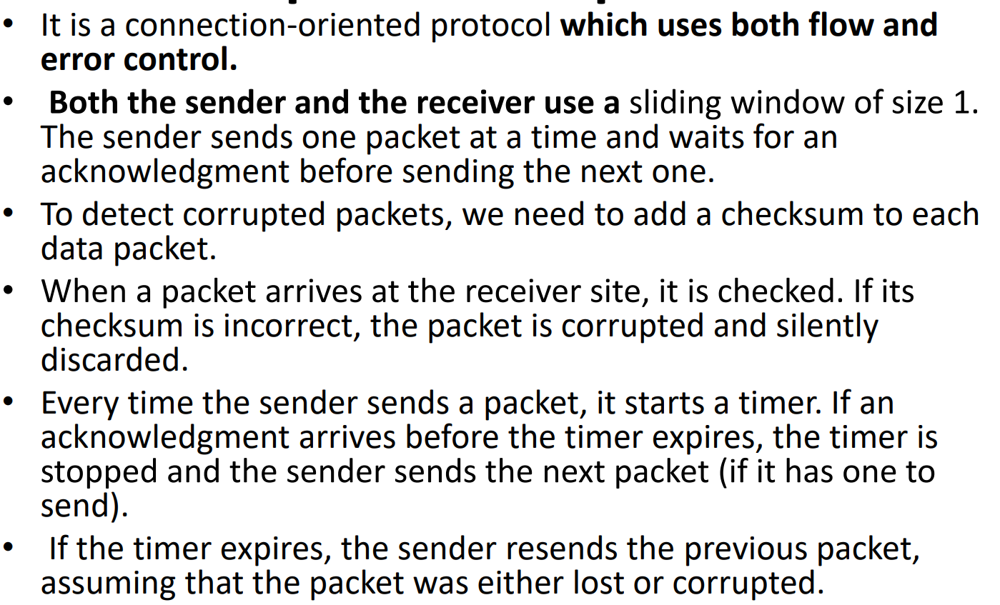 • It is a connection-oriented protocol which uses both flow and
error control.
• Both the sender and the receiver use a sliding window of size 1.
The sender sends one packet at a time and waits for an
acknowledgment before sending the next one.
• To detect corrupted packets, we need to add a checksum to each
data packet.
• When a packet arrives at the receiver site, it is checked. If its
checksum is incorrect, the packet is corrupted and silently
discarded.
• Every time the sender sends a packet, it starts a timer. If an
acknowledgment arrives before the timer expires, the timer is
stopped and the sender sends the next packet (if it has one to
send).
• If the timer expires, the sender resends the previous packet,
assuming that the packet was either lost or corrupted.